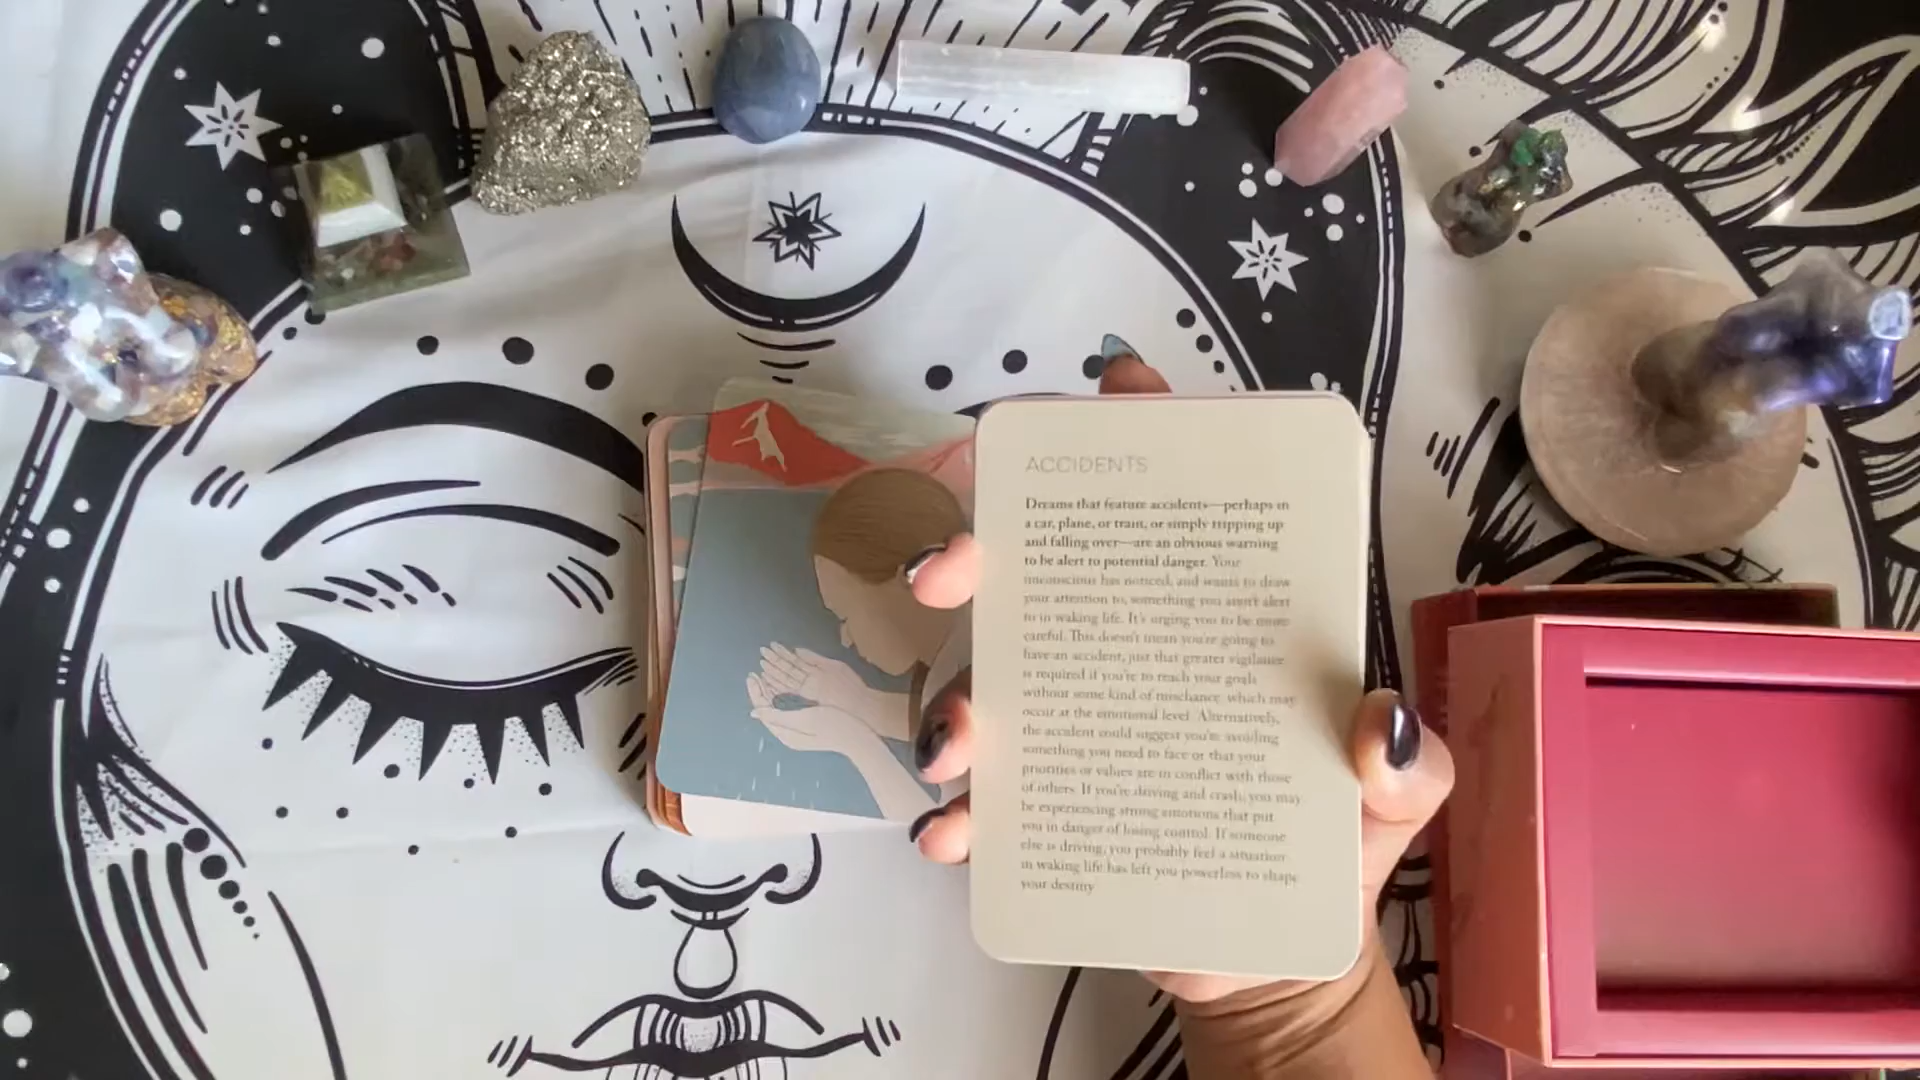 ACCIDENTS
Dreams that feature accidents—perhaps in
a car, plane, or train, or simply tripping up
and falling over—are an obvious warning
to be alert to potential danger. Your
unconscious has noticed, and wants to draw
your attention to, something you aren't alert
to in waking life. It's urging you to be more
careful. This doesn't mean you're going to
have an accident, just that greater vigilance
is required if you're to reach your goals
without some kind of mischance, which may
occur at the emotional level. Alternatively,
the accident could suggest you're avoiding
something you need to face or that your
priorities or values are in conflict with those
of others. If you're driving and crash, you may
be experiencing strong emotions that put
you in danger of losing control. If someone
else is driving, you probably feel a situation
in waking life has left you powerless to shape
your destiny